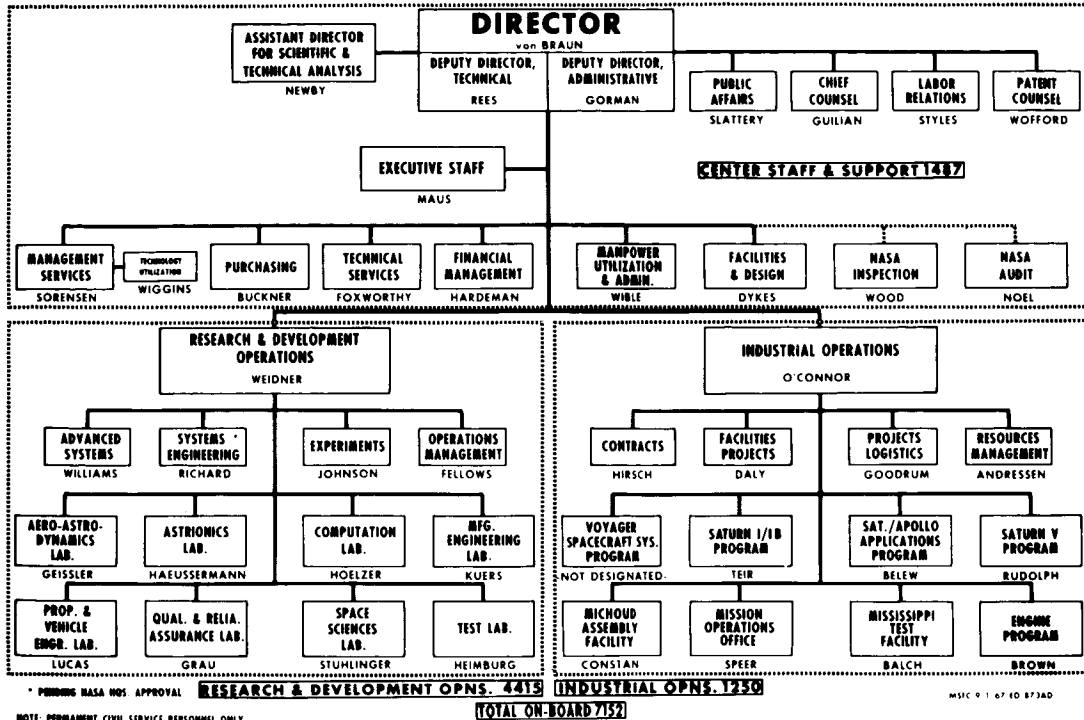 DIRECTOR
von BRAUN
DEPUTY DIRECTOR,
TECHNICAL
REES
DEPUTY DIRECTOR,
ADMINISTRATIVE
GORMAN
ASSISTANT DIRECTOR
FOR SCIENTIFIC &
TECHNICAL ANALYSIS
NEWBY
PUBLIC
AFFAIRS
SLATTERY
CHIEF
COUNSEL
GUILIAN
LABOR
RELATIONS
STYLES
PATENT
COUNSEL
WOFFORD
EXECUTIVE STAFF
MAUS
CENTER STAFF & SUPPORT 1487
MANAGEMENT
SERVICES
SORENSEN
TECHNOLOGY
UTILIZATION
WIGGINS
PURCHASING
BUCKNER
TECHNICAL
SERVICES
FOXWORTHY
FINANCIAL
MANAGEMENT
HARDEMAN
MANPOWER
UTILIZATION
& ADMIN.
WIBLE
FACILITIES
& DESIGN
DYKES
NASA
INSPECTION
WOOD
NASA
AUDIT
NOEL
RESEARCH & DEVELOPMENT
OPERATIONS
WEIDNER
ADVANCED
SYSTEMS
WILLIAMS
SYSTEMS *
ENGINEERING
RICHARD
EXPERIMENTS
JOHNSON
OPERATIONS
MANAGEMENT
FELLOWS
AERO-ASTRO-
DYNAMICS
LAB.
GEISSLER
ASTRIONICS
LAB.
HAEUSSERMANN
COMPUTATION
LAB.
HOELZER
MFG.
ENGINEERING
LAB.
KUERS
PROP. &
VEHICLE
ENGR. LAB.
LUCAS
QUAL. & RELIA.
ASSURANCE LAB.
GRAU
SPACE
SCIENCES
LAB.
STUHLINGER
TEST LAB.
HEIMBURG
INDUSTRIAL OPERATIONS
O'CONNOR
CONTRACTS
HIRSCH
FACILITIES
PROJECTS
DALY
PROJECTS
LOGISTICS
GOODRUM
RESOURCES
MANAGEMENT
ANDRESSEN
VOYAGER
SPACECRAFT SYS.
PROGRAM
-NOT DESIGNATED-
SATURN I/IB
PROGRAM
TEIR
SAT./APOLLO
APPLICATIONS
PROGRAM
BELEW
SATURN V
PROGRAM
RUDOLPH
MICHOUD
ASSEMBLY
FACILITY
CONSTAN
MISSION
OPERATIONS
OFFICE
SPEER
MISSISSIPPI
TEST
FACILITY
BALCH
ENGINE
PROGRAM
BROWN
* PENDING NASA HQS. APPROVAL
RESEARCH & DEVELOPMENT OPNS. 4415
INDUSTRIAL OPNS. 1250
MSFC 9 1 67 ED 873AD
NOTE: PERMANENT CIVIL SERVICE PERSONNEL ONLY
TOTAL ON-BOARD 7152